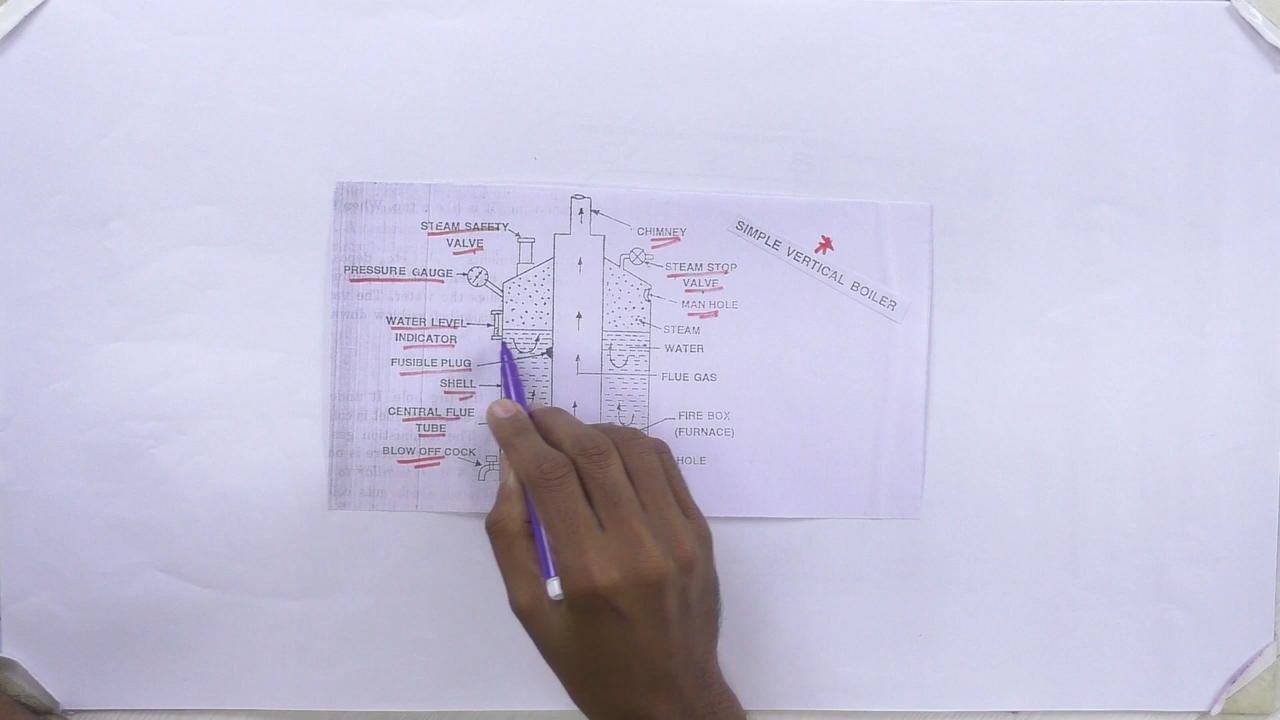 STEAM SAFETY
VALVE
PRESSURE GAUGE
WATER LEVEL
INDICATOR
FUSIBLE PLUG
SHELL
CENTRAL FLUE
TUBE
BLOW OFF COCK
CHIMNEY
STEAM STOP
VALVE
MAN HOLE
STEAM
WATER
FLUE GAS
FIRE BOX
(FURNACE)
HOLE
SIMPLE VERTICAL BOILER